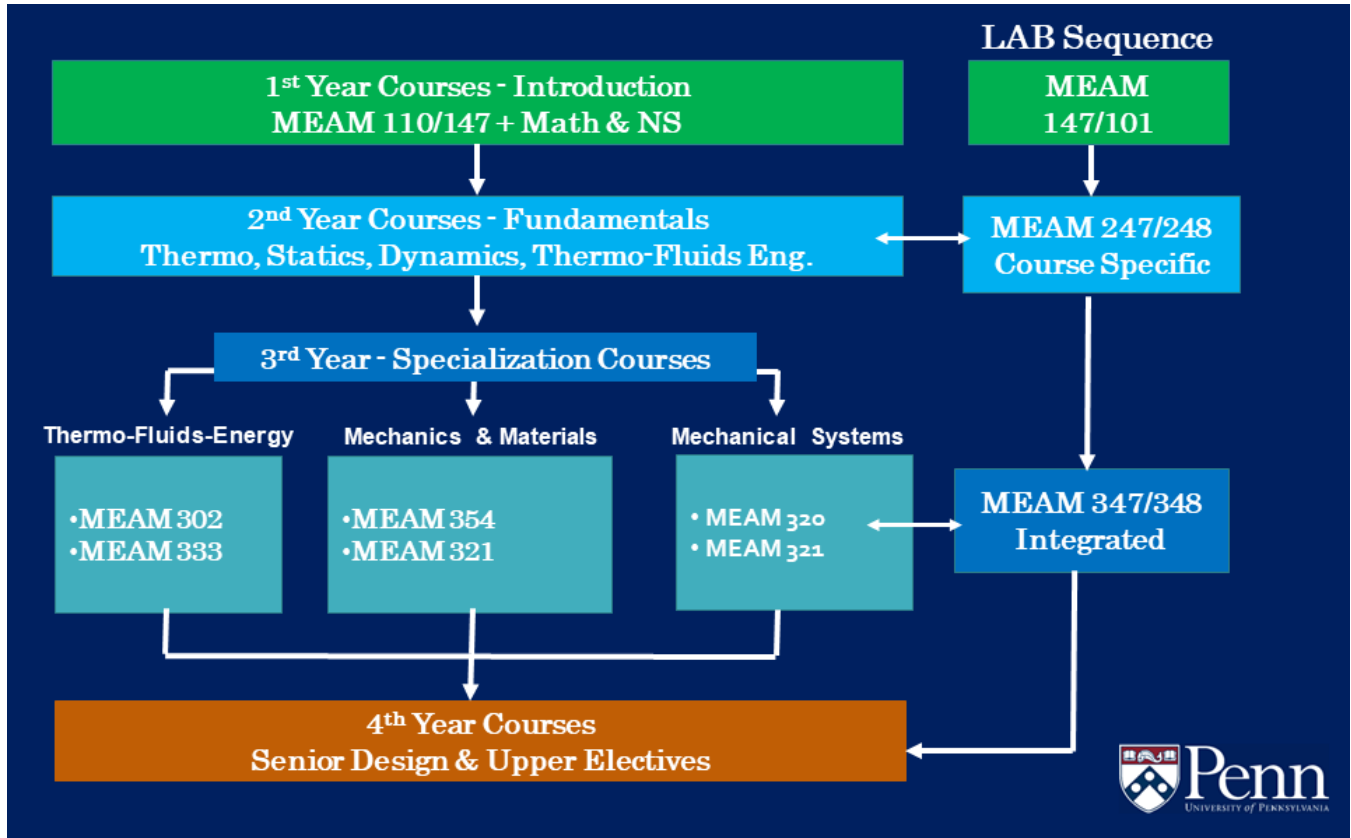 LAB Sequence
1st Year Courses - Introduction
MEAM 110/147 + Math & NS
MEAM
147/101
2nd Year Courses - Fundamentals
Thermo, Statics, Dynamics, Thermo-Fluids Eng.
MEAM 247/248
Course Specific
3rd Year - Specialization Courses
Thermo-Fluids-Energy
•MEAM 302
•MEAM 333
Mechanics & Materials
•MEAM 354
•MEAM 321
Mechanical Systems
• MEAM 320
• MEAM 321
MEAM 347/348
Integrated
4th Year Courses
Senior Design & Upper Electives
Penn
UNIVERSITY of PENNSYLVANIA